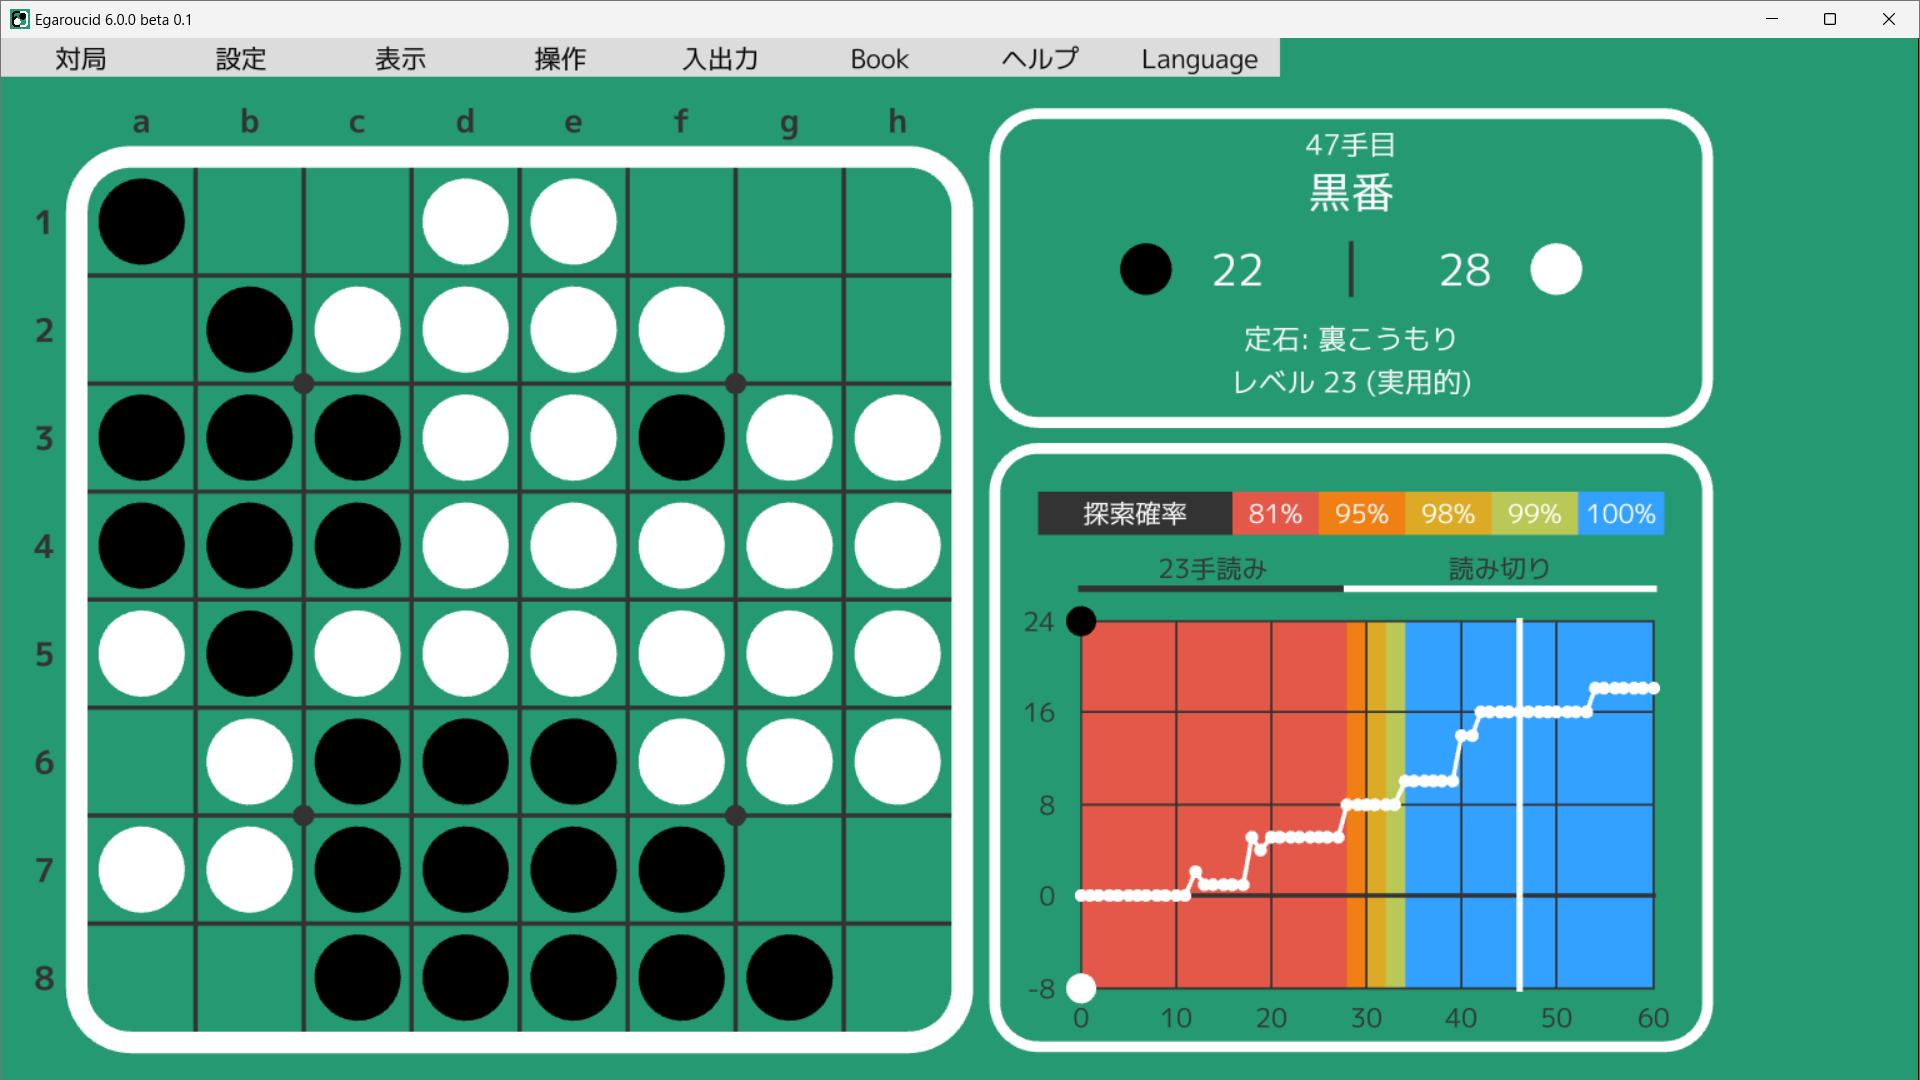 Egaroucid 6.0.0 beta 0.1
対局 設定 表示 操作 入出力 Book ヘルプ Language
a b c d e f g h
1
2
3
4
5
6
7
8
47手目
黒番
22 28
定石: 裏こうもり
レベル 23 (実用的)
探索確率 81% 95% 98% 99% 100%
23手読み 読み切り
24
16
8
0
-8
0 10 20 30 40 50 60